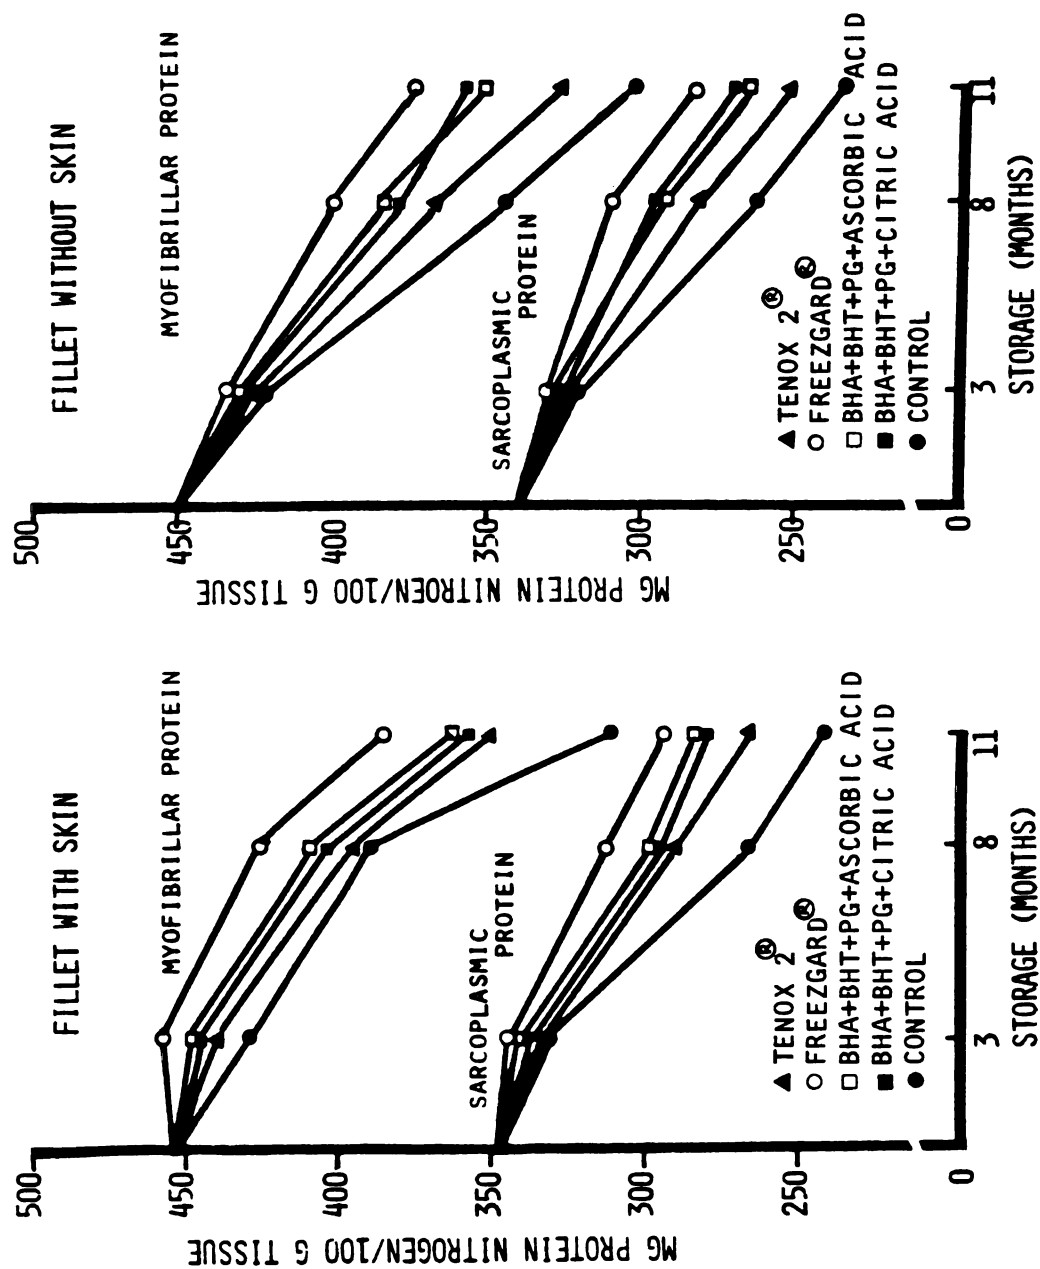 FILLET WITH SKIN
MYOFIBRILLAR PROTEIN
SARCOPLASMIC
PROTEIN
500
450
400
350
300
250
0
MG PROTEIN NITROGEN/100 G TISSUE
▲ TENOX 2®
○ FREEZGARD®
□ BHA+BHT+PG+ASCORBIC ACID
■ BHA+BHT+PG+CITRIC ACID
● CONTROL
3 8 11
STORAGE (MONTHS)
FILLET WITHOUT SKIN
MYOFIBRILLAR PROTEIN
SARCOPLASMIC
PROTEIN
500
450
400
350
300
250
0
MG PROTEIN NITROEN/100 G TISSUE
▲ TENOX 2®
○ FREEZGARD®
□ BHA+BHT+PG+ASCORBIC ACID
■ BHA+BHT+PG+CITRIC ACID
● CONTROL
3 8 11
STORAGE (MONTHS)